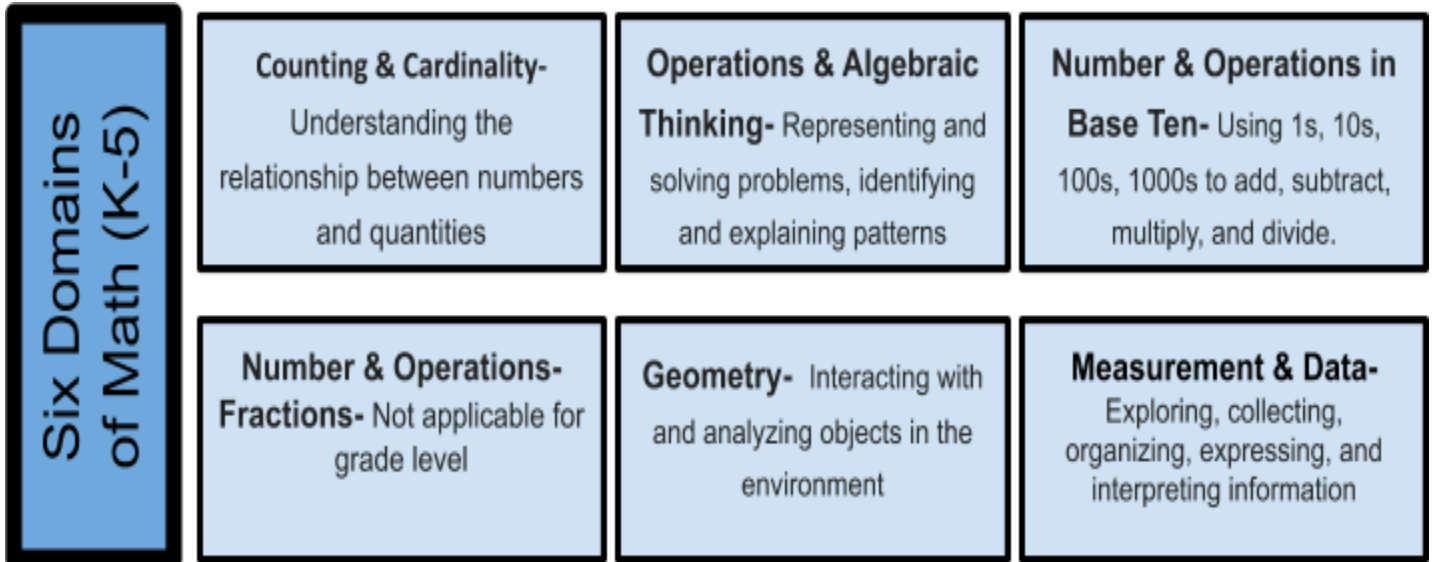 Six Domains
of Math (K-5)
Counting & Cardinality-
Understanding the
relationship between numbers
and quantities
Operations & Algebraic
Thinking- Representing and
solving problems, identifying
and explaining patterns
Number & Operations in
Base Ten- Using 1s, 10s,
100s, 1000s to add, subtract,
multiply, and divide.
Number & Operations-
Fractions- Not applicable for
grade level
Geometry- Interacting with
and analyzing objects in the
environment
Measurement & Data-
Exploring, collecting,
organizing, expressing, and
interpreting information